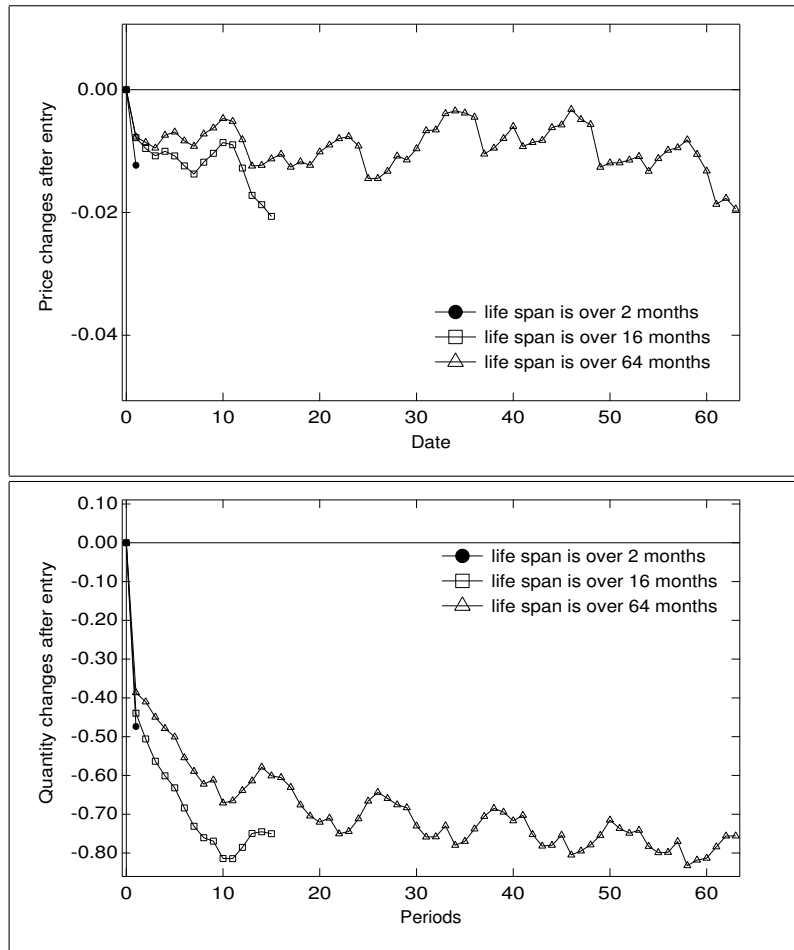 0.00
-0.02
-0.04
Price changes after entry
life span is over 2 months
life span is over 16 months
life span is over 64 months
0 10 20 30 40 50 60
Date
0.10
0.00
-0.10
-0.20
-0.30
-0.40
-0.50
-0.60
-0.70
-0.80
Quantity changes after entry
life span is over 2 months
life span is over 16 months
life span is over 64 months
0 10 20 30 40 50 60
Periods